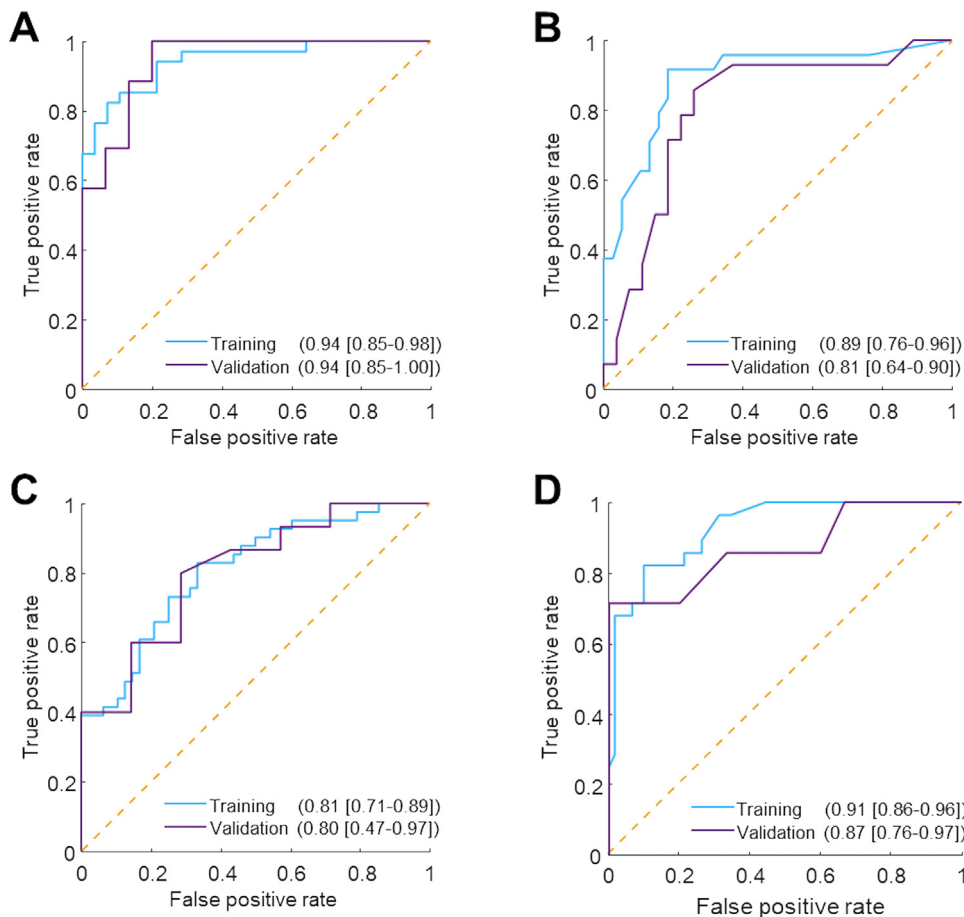 A
True positive rate
1
0.8
0.6
0.4
0.2
0
Training (0.94 [0.85-0.98])
Validation (0.94 [0.85-1.00])
0 0.2 0.4 0.6 0.8 1
False positive rate
B
True positive rate
1
0.8
0.6
0.4
0.2
0
Training (0.89 [0.76-0.96])
Validation (0.81 [0.64-0.90])
0 0.2 0.4 0.6 0.8 1
False positive rate
C
True positive rate
1
0.8
0.6
0.4
0.2
0
Training (0.81 [0.71-0.89])
Validation (0.80 [0.47-0.97])
0 0.2 0.4 0.6 0.8 1
False positive rate
D
True positive rate
1
0.8
0.6
0.4
0.2
0
Training (0.91 [0.86-0.96])
Validation (0.87 [0.76-0.97])
0 0.2 0.4 0.6 0.8 1
False positive rate